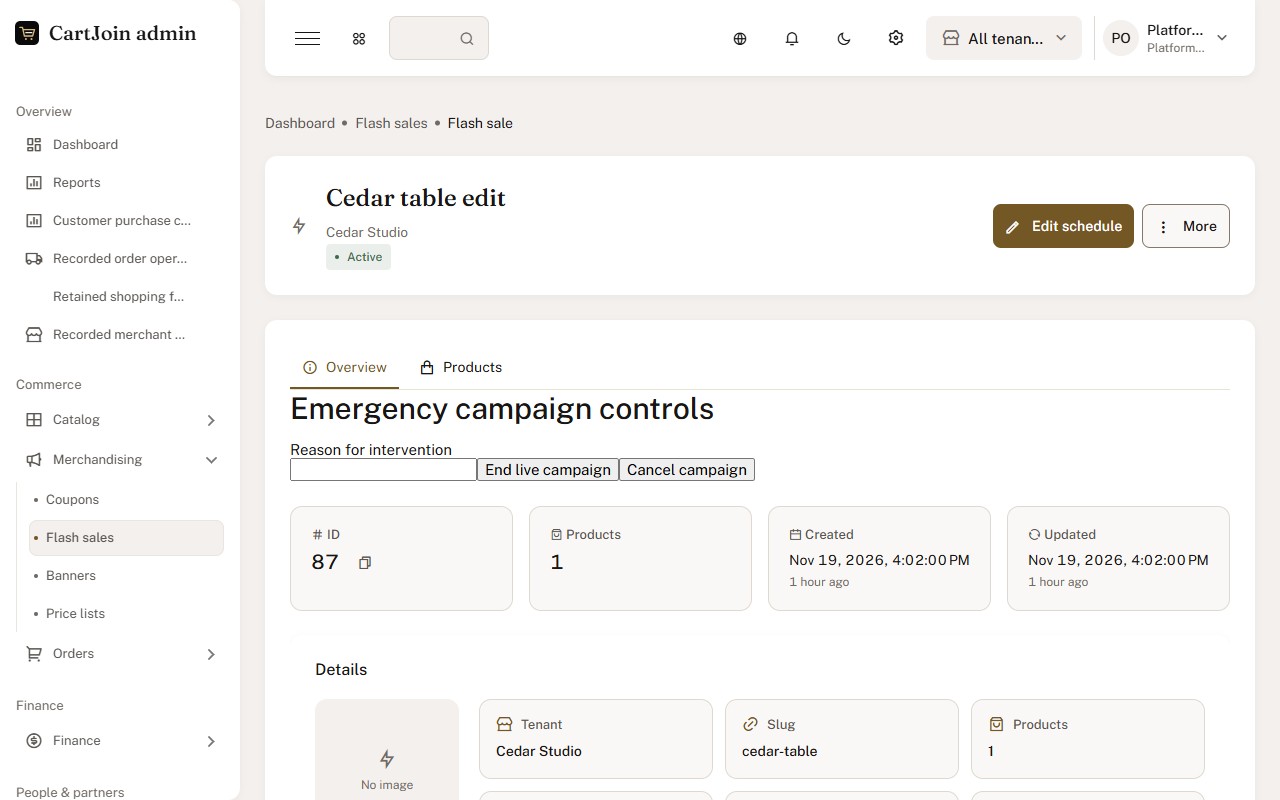 CartJoin admin
All tenan...
PO
Platfor...
Platform...
Overview
Dashboard
Reports
Customer purchase c...
Recorded order oper...
Retained shopping f...
Recorded merchant ...
Commerce
Catalog
Merchandising
Coupons
Flash sales
Banners
Price lists
Orders
Finance
Finance
People & partners
Dashboard • Flash sales • Flash sale
Cedar table edit
Cedar Studio
Active
Edit schedule
More
Overview
Products
Emergency campaign controls
Reason for intervention
End live campaign
Cancel campaign
# ID
87
Products
1
Created
Nov 19, 2026, 4:02:00 PM
1 hour ago
Updated
Nov 19, 2026, 4:02:00 PM
1 hour ago
Details
No image
Tenant
Cedar Studio
Slug
cedar-table
Products
1